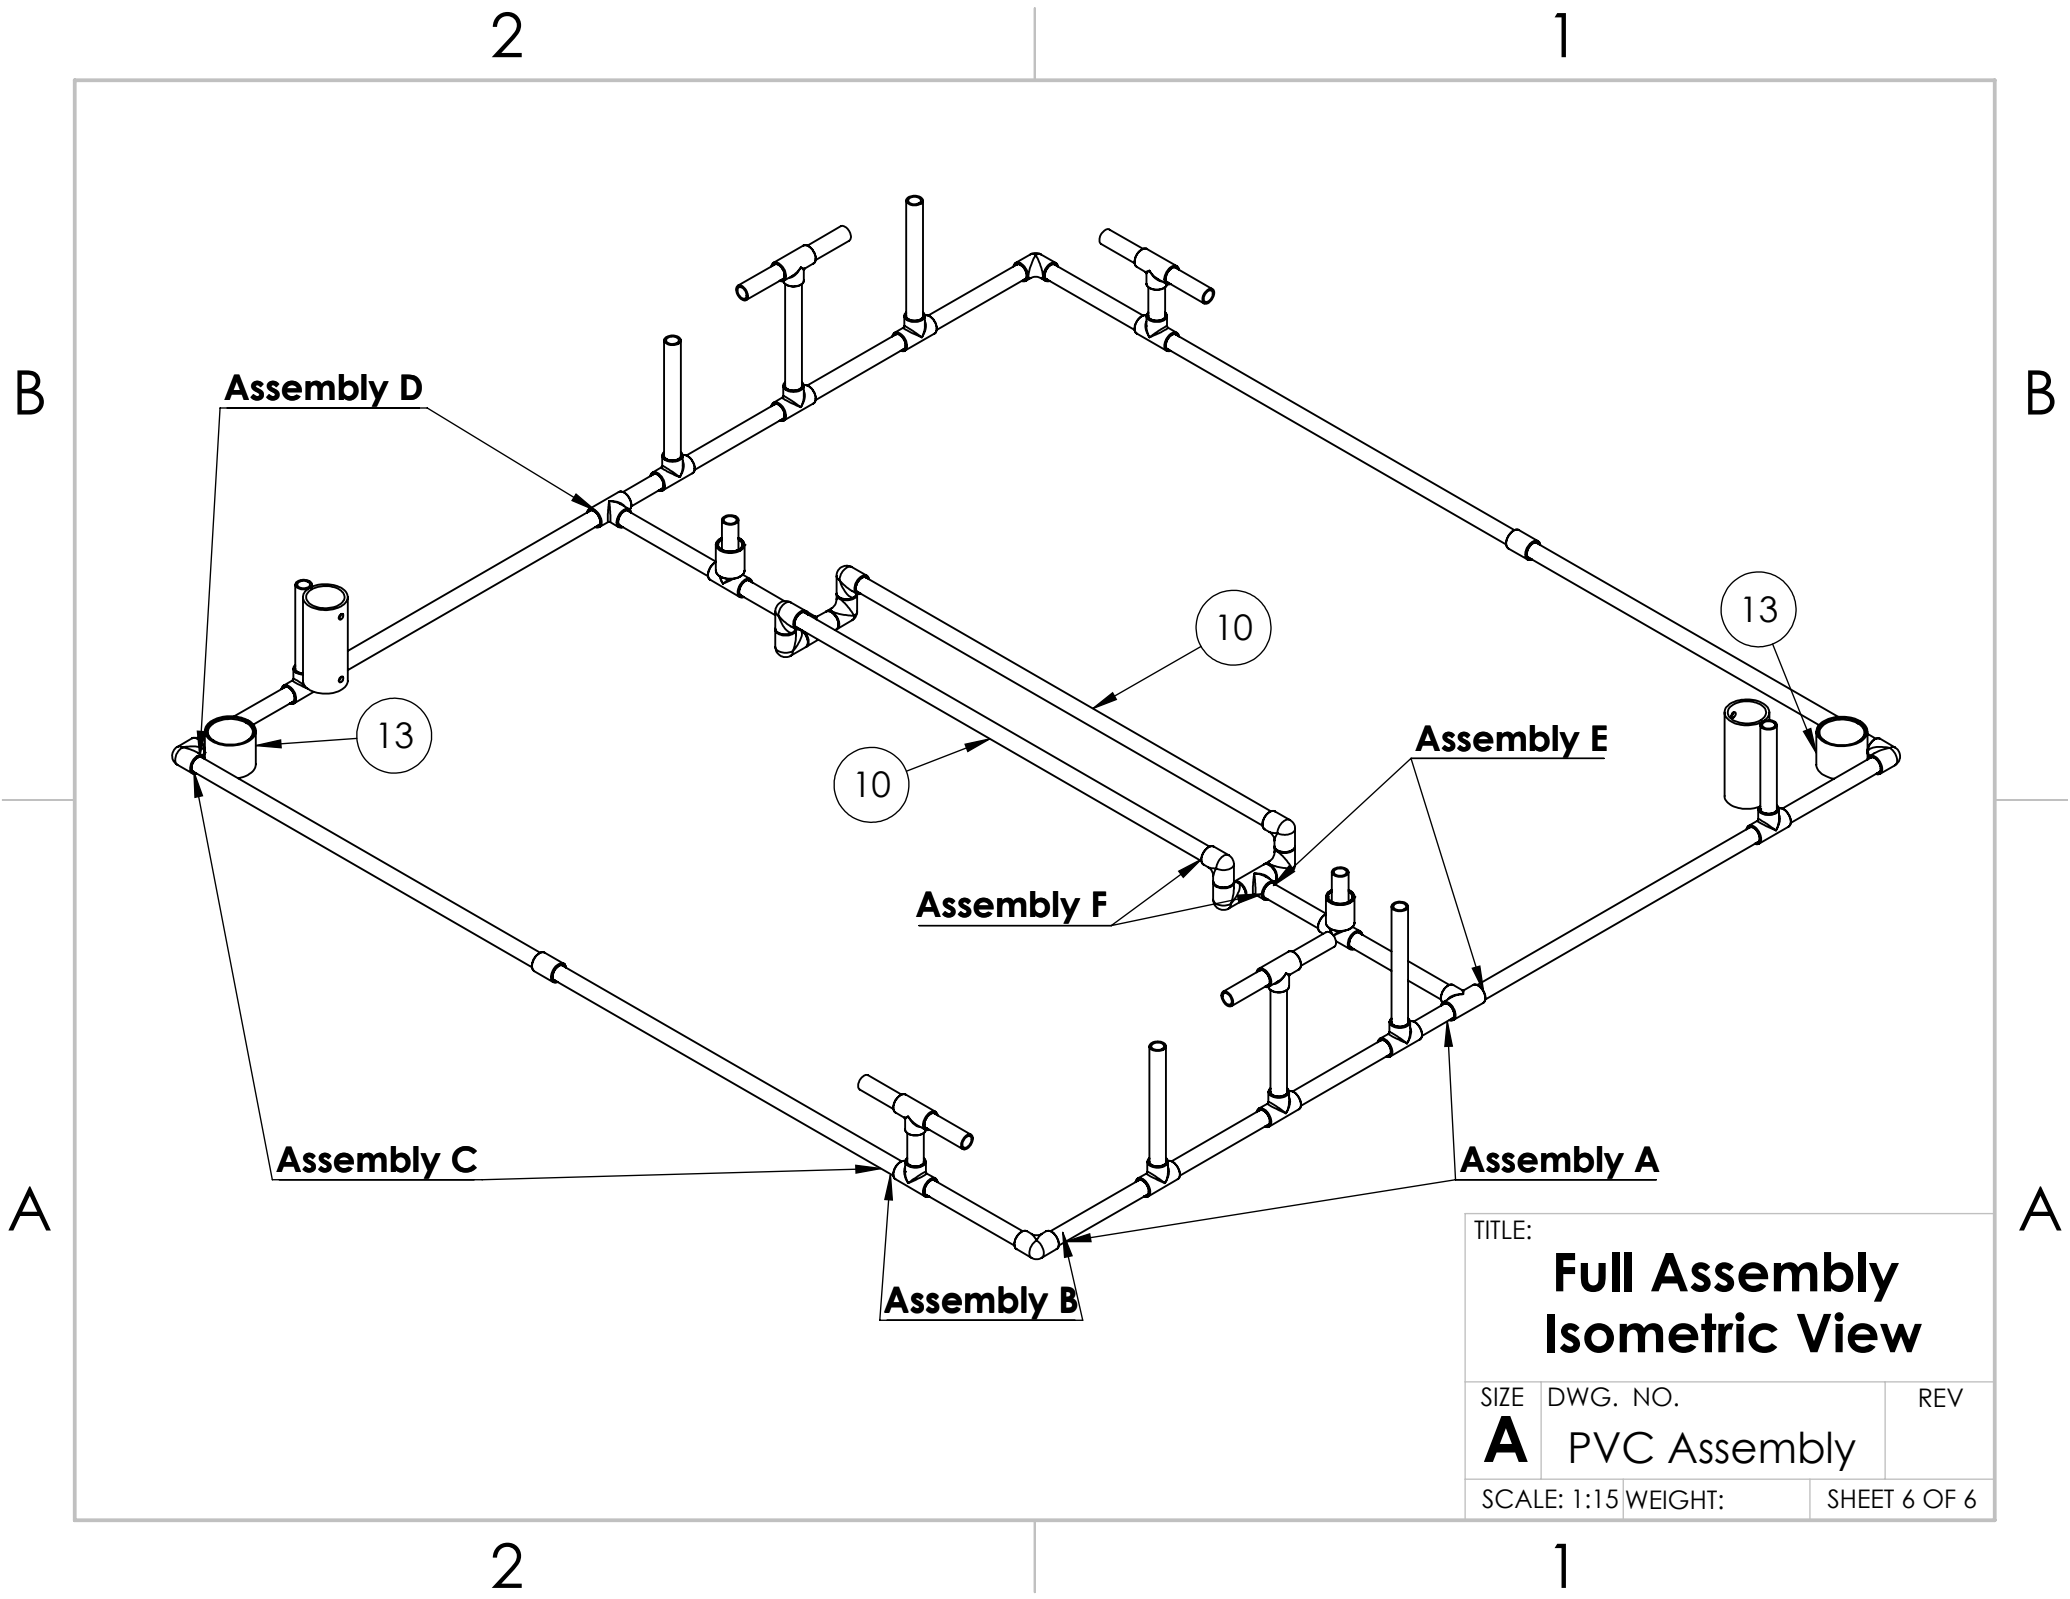 2
1
B
B
Assembly D
10
13
13
10
Assembly E
Assembly F
Assembly C
Assembly A
A
A
Assembly B
TITLE:
Full Assembly
Isometric View
SIZE
DWG. NO.
REV
A
PVC Assembly
SCALE: 1:15
WEIGHT:
SHEET 6 OF 6
2
1